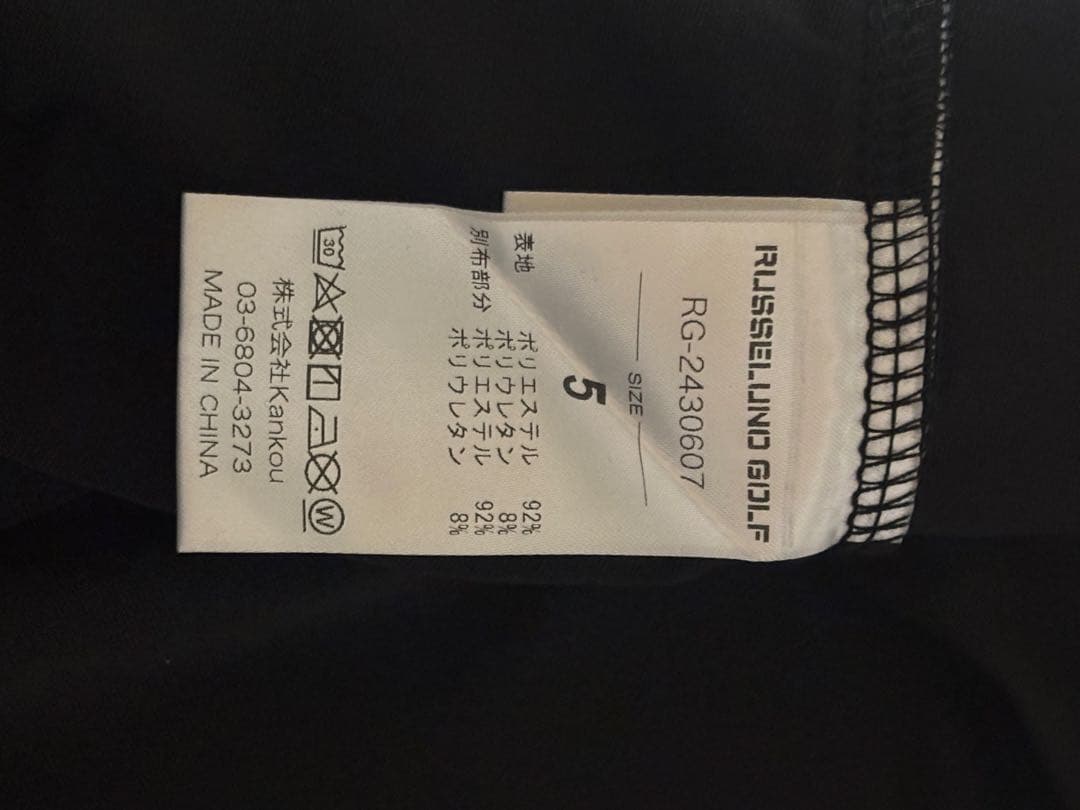 RUSSELUNO GOLF
RG-2430607
SIZE
5
表地 ポリエステル 92%
ポリウレタン 8%
別布部分 ポリエステル 92%
ポリウレタン 8%
30 W
株式会社Kankou
03-6804-3273
MADE IN CHINA